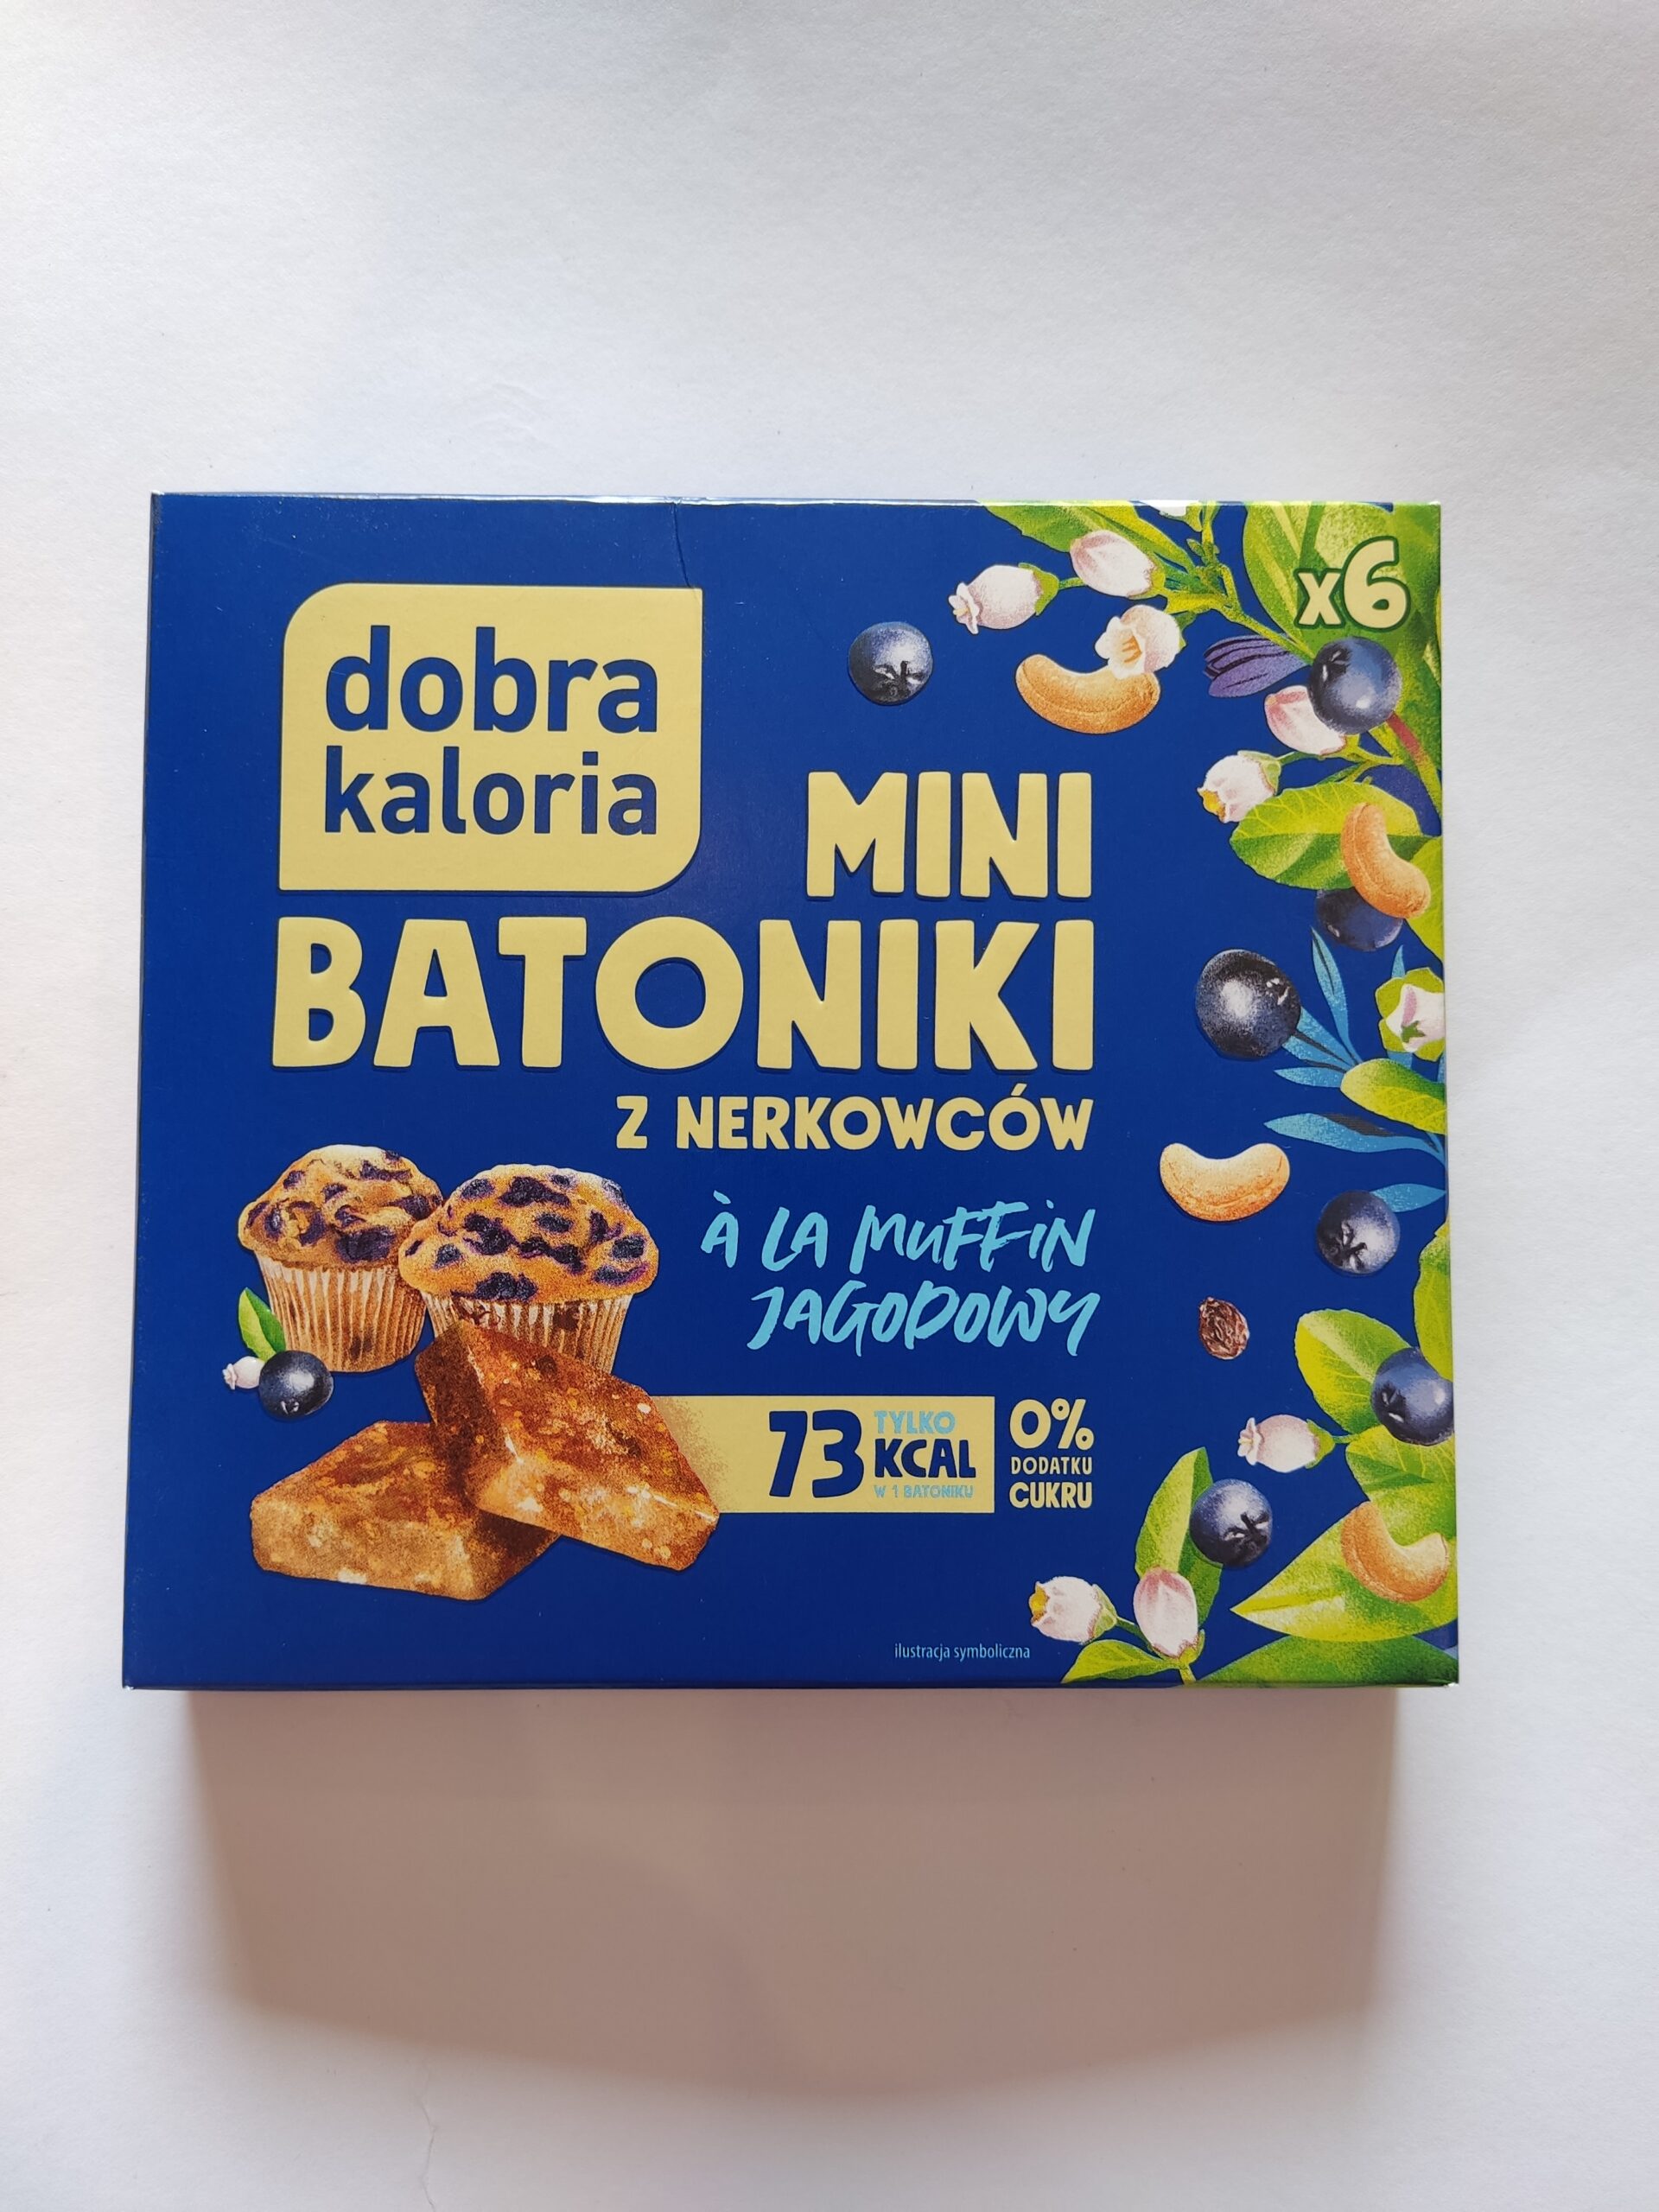 x6
dobra
kaloria
MINI
BATONIKI
Z NERKOWCÓW
À LA MUFFIN
JAGODOWY
73 TYLKO
KCAL
W 1 BATONIKU
0%
DODATKU
CUKRU
ilustracja symboliczna